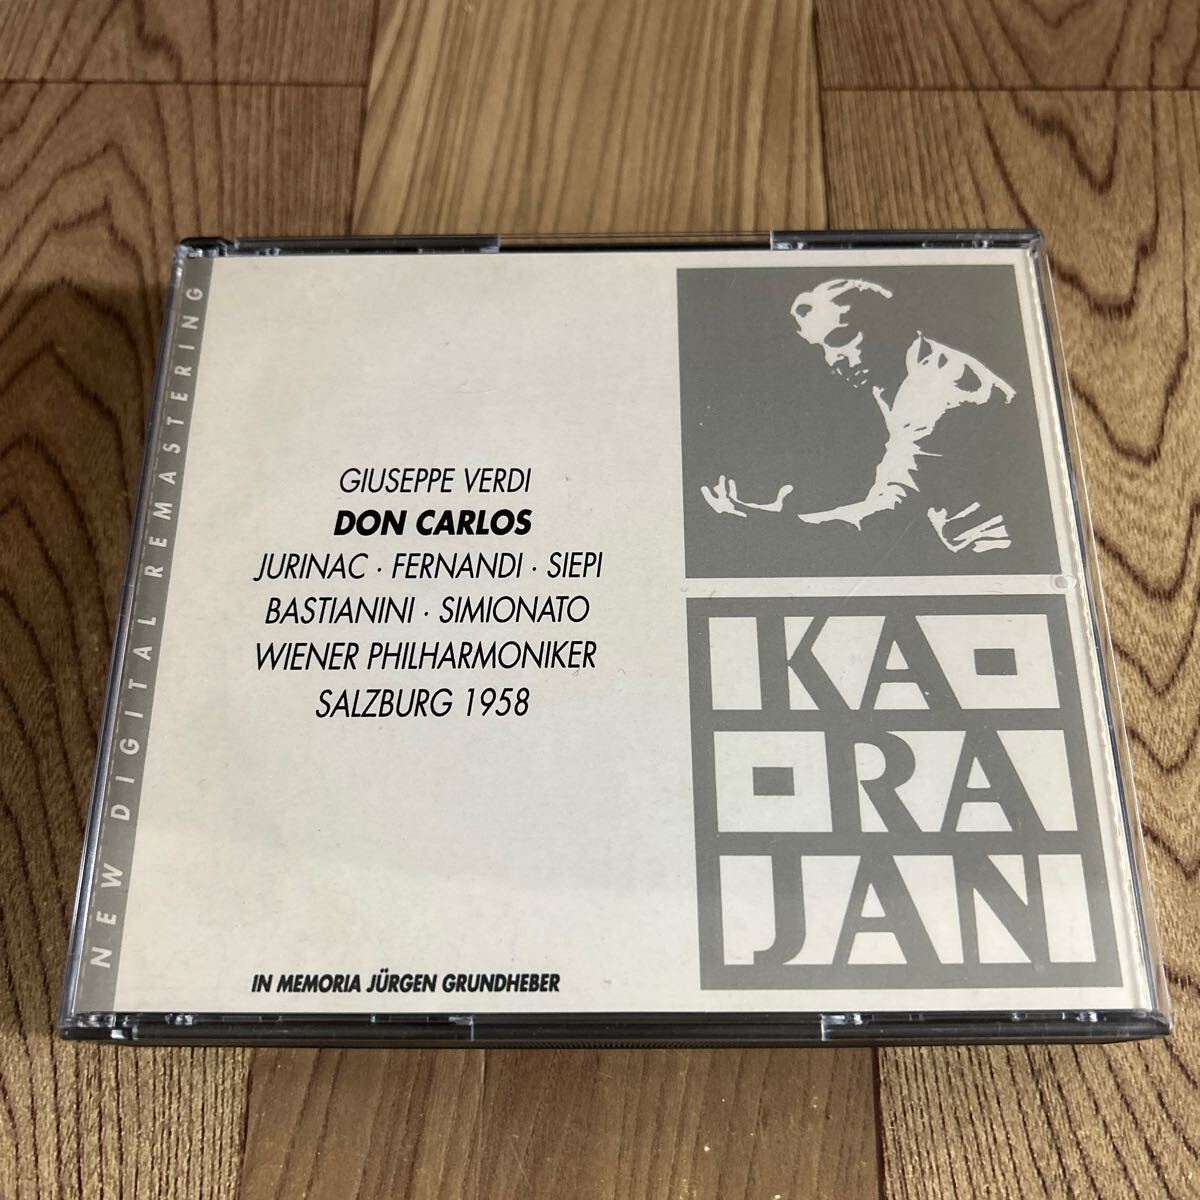 NEW DIGITAL REMASTERING
GIUSEPPE VERDI
DON CARLOS
JURINAC · FERNANDI · SIEPI
BASTIANINI · SIMIONATO
WIENER PHILHARMONIKER
SALZBURG 1958
IN MEMORIA JÜRGEN GRUNDHEBER
KA
RA
JAN